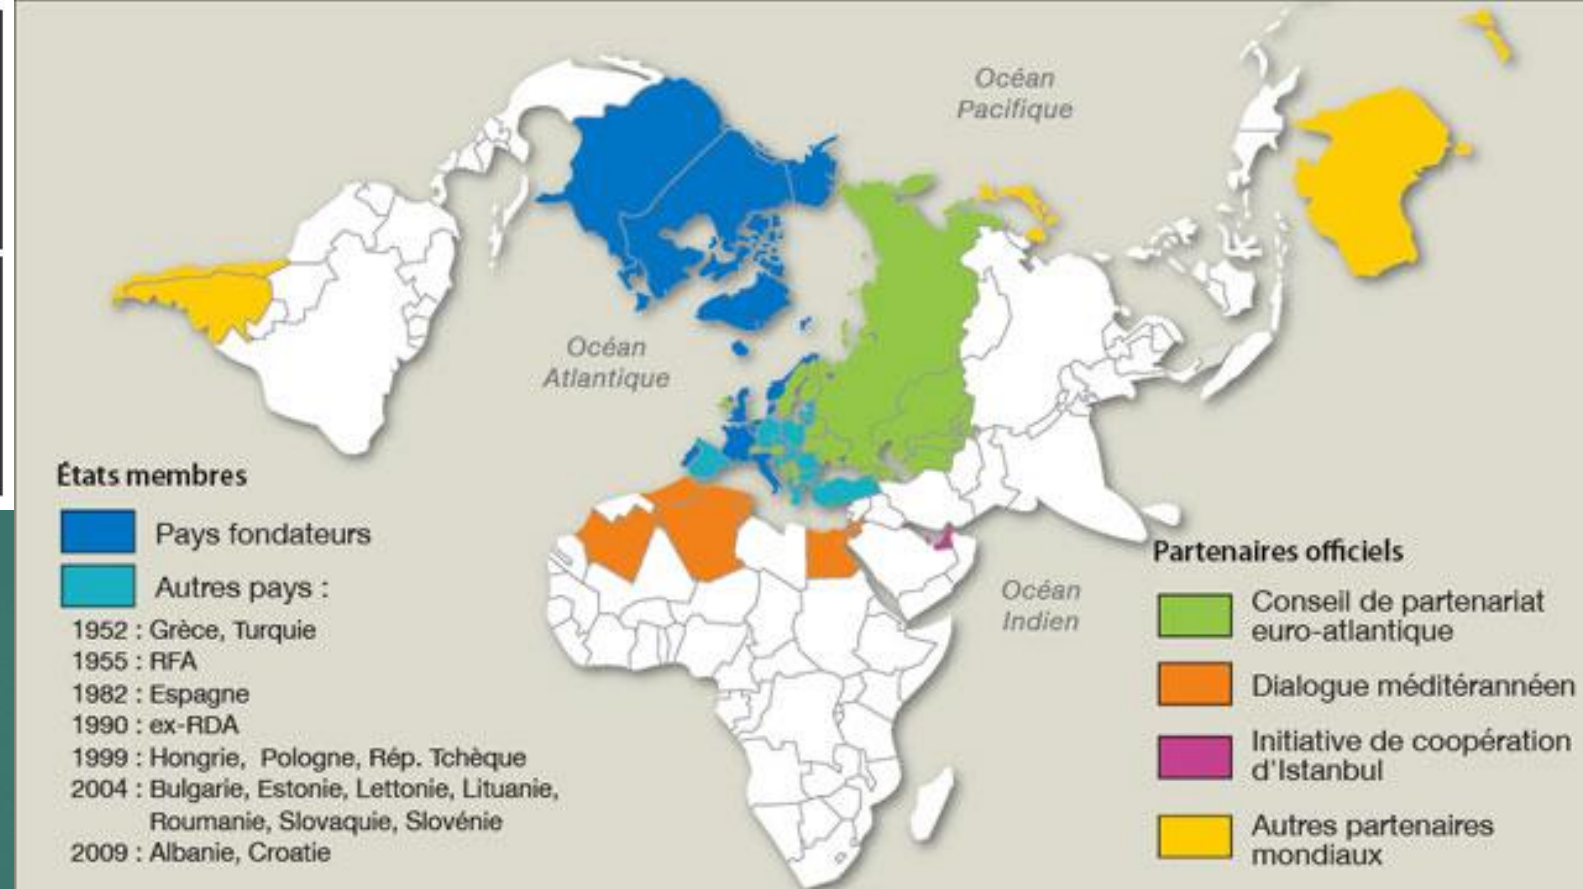 Océan
Pacifique
Océan
Atlantique
États membres
Pays fondateurs
Autres pays :
1952 : Grèce, Turquie
1955 : RFA
1982 : Espagne
1990 : ex-RDA
1999 : Hongrie, Pologne, Rép. Tchèque
2004 : Bulgarie, Estonie, Lettonie, Lituanie,
Roumanie, Slovaquie, Slovénie
2009 : Albanie, Croatie
Océan
Indien
Partenaires officiels
Conseil de partenariat
euro-atlantique
Dialogue méditérannéen
Initiative de coopération
d'Istanbul
Autres partenaires
mondiaux